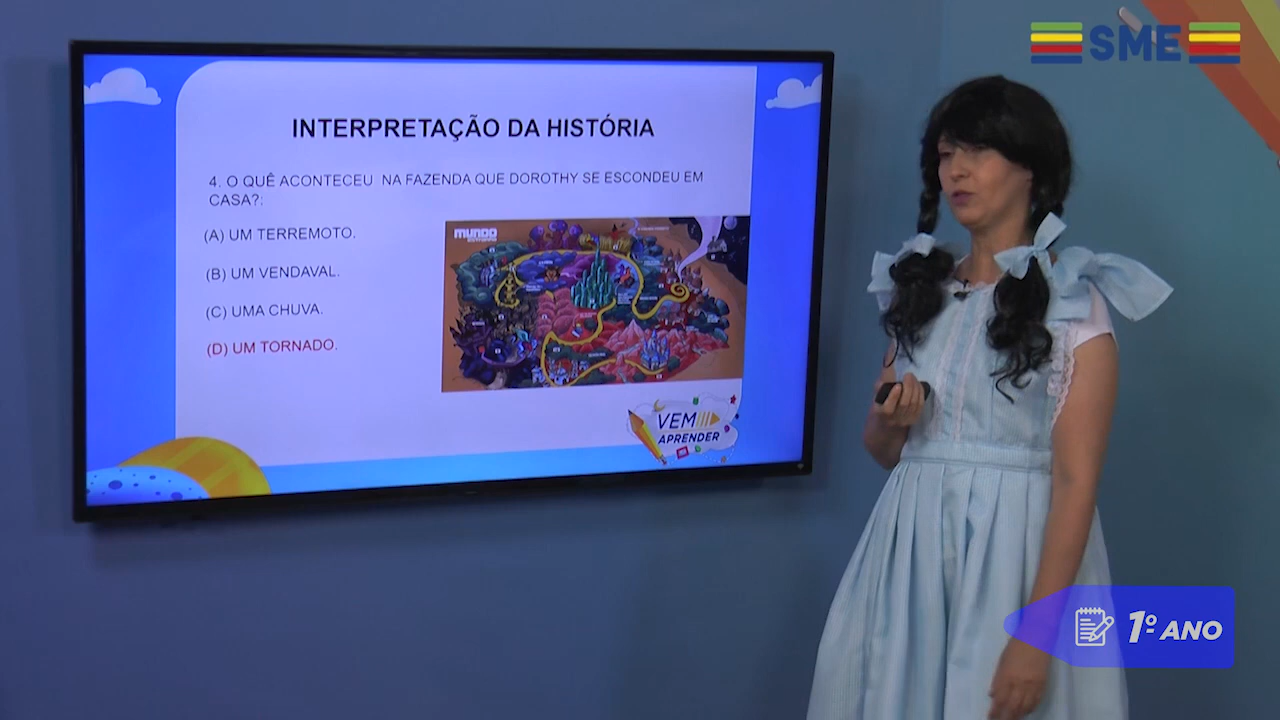 SME
INTERPRETAÇÃO DA HISTÓRIA
4. O QUÊ ACONTECEU NA FAZENDA QUE DOROTHY SE ESCONDEU EM
CASA?:
(A) UM TERREMOTO.
(B) UM VENDAVAL.
(C) UMA CHUVA.
(D) UM TORNADO.
MUNDO
VEM
APRENDER
1º ANO